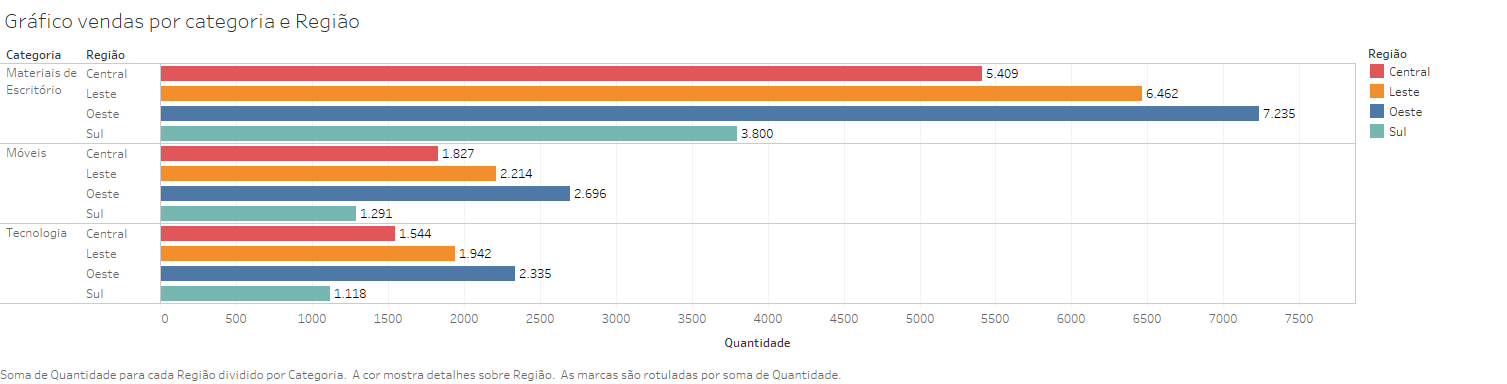 Gráfico vendas por categoria e Região
Categoria Região
Materiais de Escritório
Central 5.409
Leste 6.462
Oeste 7.235
Sul 3.800
Móveis
Central 1.827
Leste 2.214
Oeste 2.696
Sul 1.291
Tecnologia
Central 1.544
Leste 1.942
Oeste 2.335
Sul 1.118
0 500 1000 1500 2000 2500 3000 3500 4000 4500 5000 5500 6000 6500 7000 7500
Quantidade
Região
Central
Leste
Oeste
Sul
Soma de Quantidade para cada Região dividido por Categoria.  A cor mostra detalhes sobre Região.  As marcas são rotuladas por soma de Quantidade.